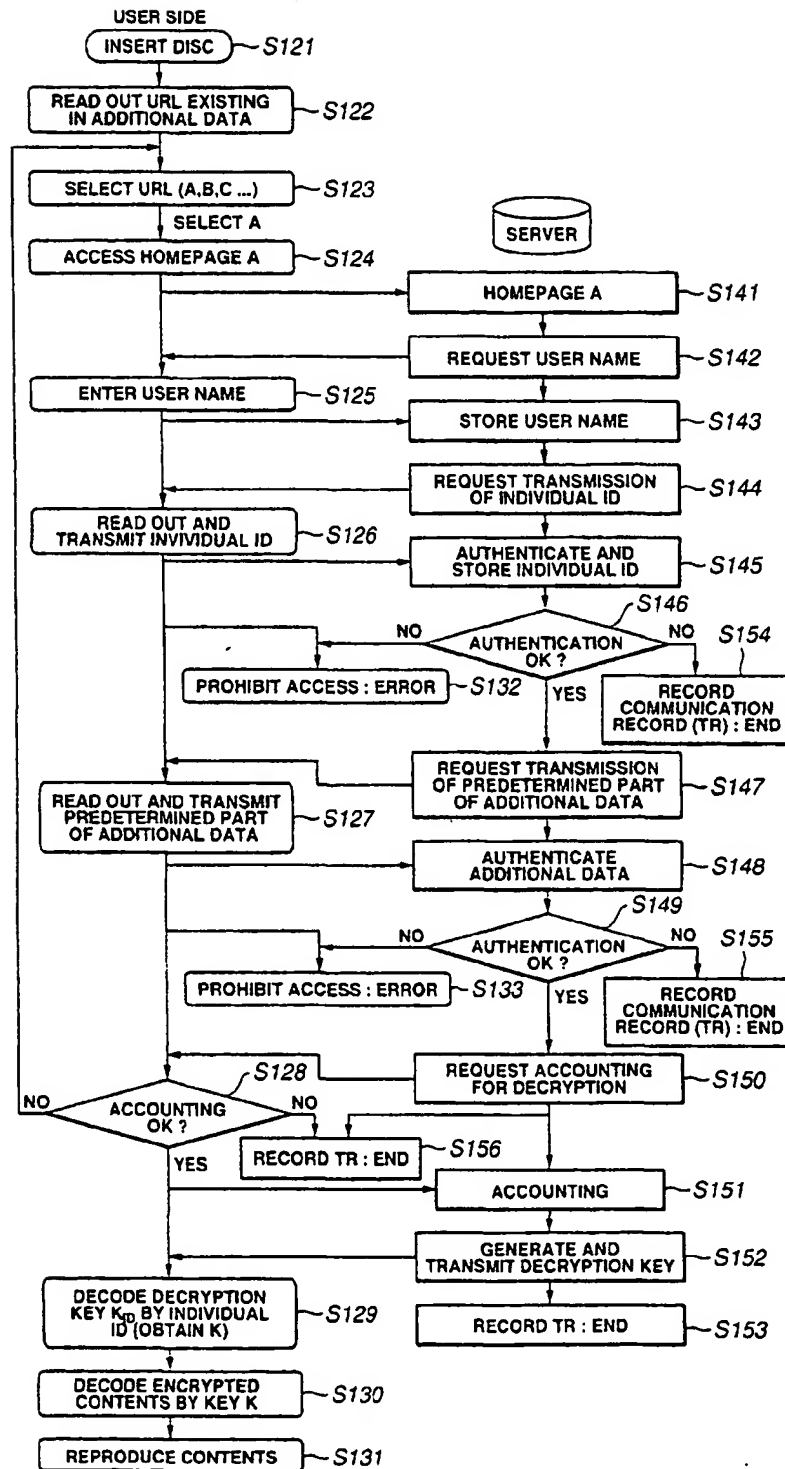 USER SIDE
INSERT DISC
S121
READ OUT URL EXISTING
IN ADDITIONAL DATA
S122
SELECT URL (A,B,C ...)
S123
SELECT A
SERVER
ACCESS HOMEPAGE A
S124
HOMEPAGE A
S141
REQUEST USER NAME
S142
ENTER USER NAME
S125
STORE USER NAME
S143
REQUEST TRANSMISSION
OF INDIVIDUAL ID
S144
READ OUT AND
TRANSMIT INVIVIDUAL ID
S126
AUTHENTICATE AND
STORE INDIVIDUAL ID
S145
S146
NO
AUTHENTICATION
OK ?
NO
S154
PROHIBIT ACCESS : ERROR
S132
YES
RECORD
COMMUNICATION
RECORD (TR) : END
REQUEST TRANSMISSION
OF PREDETERMINED PART
OF ADDITIONAL DATA
S147
READ OUT AND TRANSMIT
PREDETERMINED PART
OF ADDITIONAL DATA
S127
AUTHENTICATE
ADDITIONAL DATA
S148
S149
NO
AUTHENTICATION
OK ?
NO
S155
PROHIBIT ACCESS : ERROR
S133
YES
RECORD
COMMUNICATION
RECORD (TR) : END
REQUEST ACCOUNTING
FOR DECRYPTION
S150
S128
NO
ACCOUNTING
OK ?
NO
YES
RECORD TR : END
S156
ACCOUNTING
S151
GENERATE AND
TRANSMIT DECRYPTION KEY
S152
DECODE DECRYPTION
KEY KID BY INDIVIDUAL
ID (OBTAIN K)
S129
RECORD TR : END
S153
DECODE ENCRYPTED
CONTENTS BY KEY K
S130
REPRODUCE CONTENTS
S131